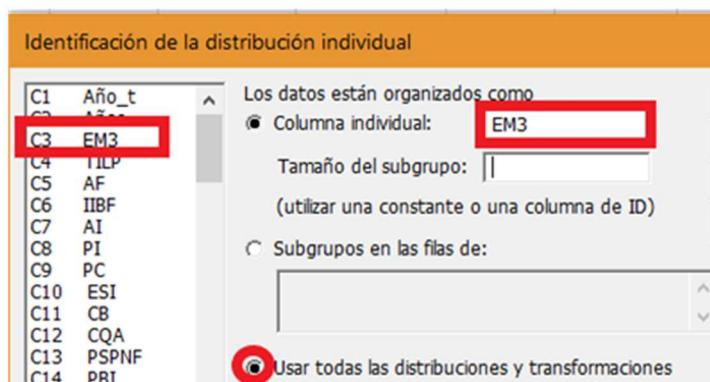 Identificación de la distribución individual
C1 Año_t
C3 EM3
C4 TILP
C5 AF
C6 IIBF
C7 AI
C8 PI
C9 PC
C10 ESI
C11 CB
C12 CQA
C13 PSPNF
C14 PBI
Los datos están organizados como
Columna individual: EM3
Tamaño del subgrupo:
(utilizar una constante o una columna de ID)
Subgrupos en las filas de:
Usar todas las distribuciones y transformaciones